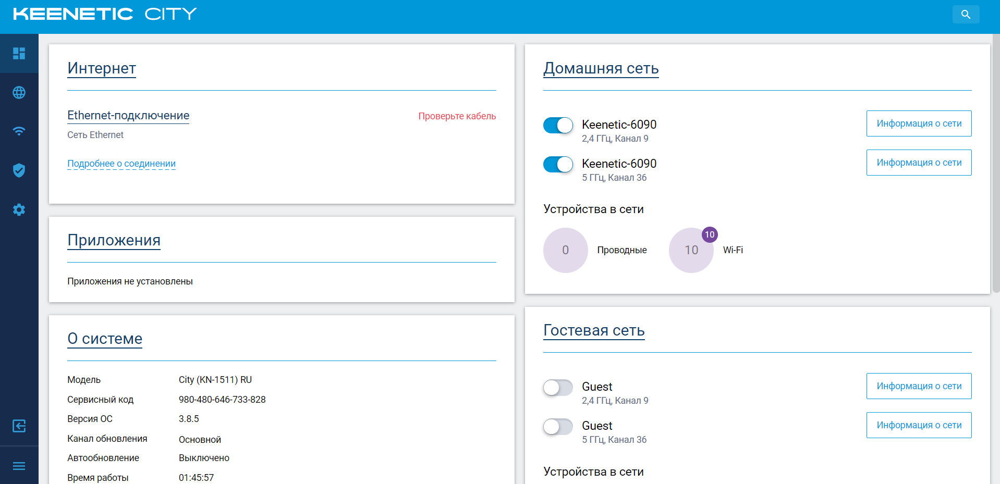 KEENETIC CITY
Интернет
Ethernet-подключение
Проверьте кабель
Сеть Ethernet
Подробнее о соединении
Приложения
Приложения не установлены
О системе
Модель City (KN-1511) RU
Сервисный код 980-480-646-733-828
Версия ОС 3.8.5
Канал обновления Основной
Автообновление Выключено
Время работы 01:45:57
Домашняя сеть
Keenetic-6090
2,4 ГГц, Канал 9
Информация о сети
Keenetic-6090
5 ГГц, Канал 36
Информация о сети
Устройства в сети
0 Проводные
10 10 Wi-Fi
Гостевая сеть
Guest
2,4 ГГц, Канал 9
Информация о сети
Guest
5 ГГц, Канал 36
Информация о сети
Устройства в сети